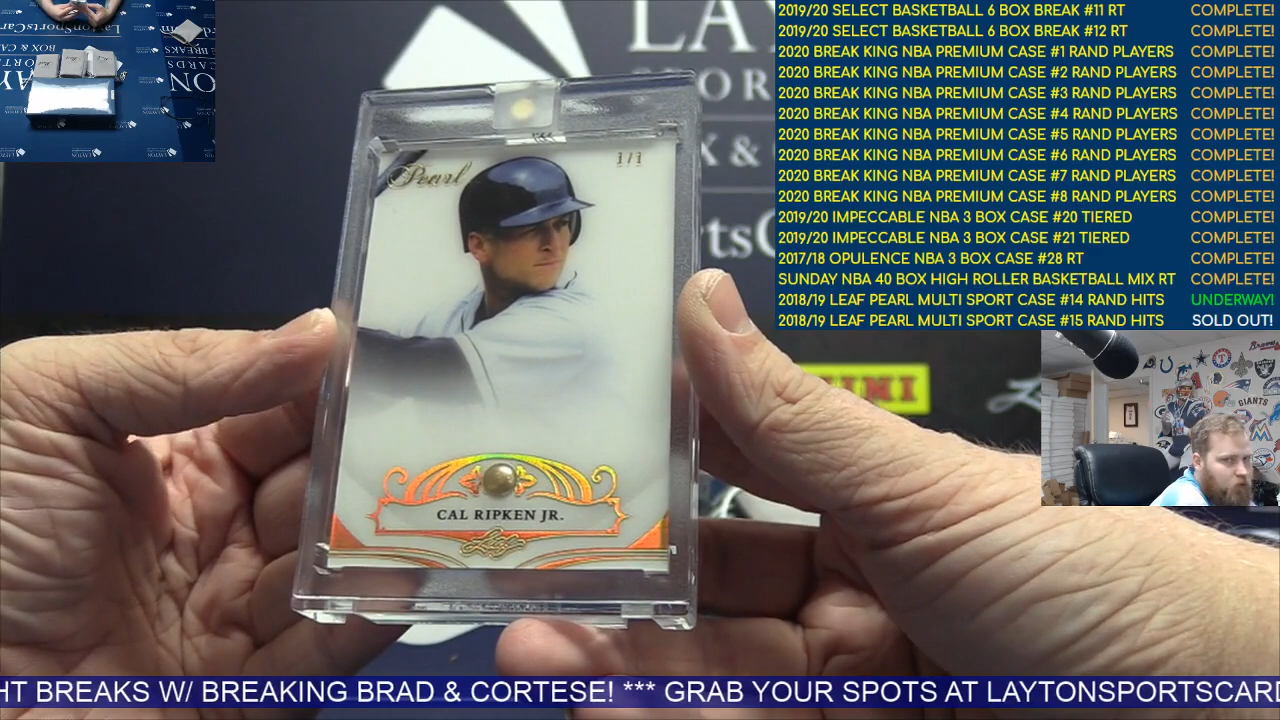 2019/20 SELECT BASKETBALL 6 BOX BREAK #11 RT COMPLETE!
2019/20 SELECT BASKETBALL 6 BOX BREAK #12 RT COMPLETE!
2020 BREAK KING NBA PREMIUM CASE #1 RAND PLAYERS COMPLETE!
2020 BREAK KING NBA PREMIUM CASE #2 RAND PLAYERS COMPLETE!
2020 BREAK KING NBA PREMIUM CASE #3 RAND PLAYERS COMPLETE!
2020 BREAK KING NBA PREMIUM CASE #4 RAND PLAYERS COMPLETE!
2020 BREAK KING NBA PREMIUM CASE #5 RAND PLAYERS COMPLETE!
2020 BREAK KING NBA PREMIUM CASE #6 RAND PLAYERS COMPLETE!
2020 BREAK KING NBA PREMIUM CASE #7 RAND PLAYERS COMPLETE!
2020 BREAK KING NBA PREMIUM CASE #8 RAND PLAYERS COMPLETE!
2019/20 IMPECCABLE NBA 3 BOX CASE #20 TIERED COMPLETE!
2019/20 IMPECCABLE NBA 3 BOX CASE #21 TIERED COMPLETE!
2017/18 OPULENCE NBA 3 BOX CASE #28 RT COMPLETE!
SUNDAY NBA 40 BOX HIGH ROLLER BASKETBALL MIX RT COMPLETE!
2018/19 LEAF PEARL MULTI SPORT CASE #14 RAND HITS UNDERWAY!
2018/19 LEAF PEARL MULTI SPORT CASE #15 RAND HITS SOLD OUT!
LAY
SPOR
X &
rtsC
Pearl
1/1
CAL RIPKEN JR.
Leaf
NINI
Braves
GIANTS
HT BREAKS W/ BREAKING BRAD & CORTESE! *** GRAB YOUR SPOTS AT LAYTONSPORTSCARD